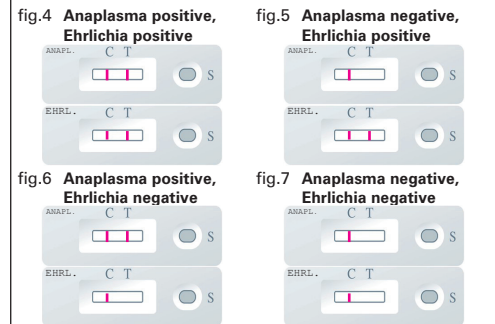 fig.4 Anaplasma positive,
Ehrlichia positive
ANAPL. C T
S
EHRL. C T
S
fig.5 Anaplasma negative,
Ehrlichia positive
ANAPL. C T
S
EHRL. C T
S
fig.6 Anaplasma positive,
Ehrlichia negative
ANAPL. C T
S
EHRL. C T
S
fig.7 Anaplasma negative,
Ehrlichia negative
ANAPL. C T
S
EHRL. C T
S